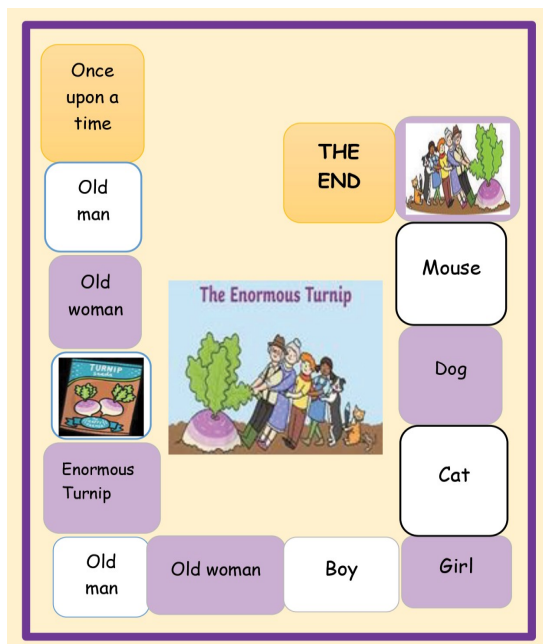 Once
upon a
time
Old
man
Old
woman
TURNIP
Enormous
Turnip
Old
man
Old woman
Boy
Girl
Cat
Dog
Mouse
THE
END
The Enormous Turnip